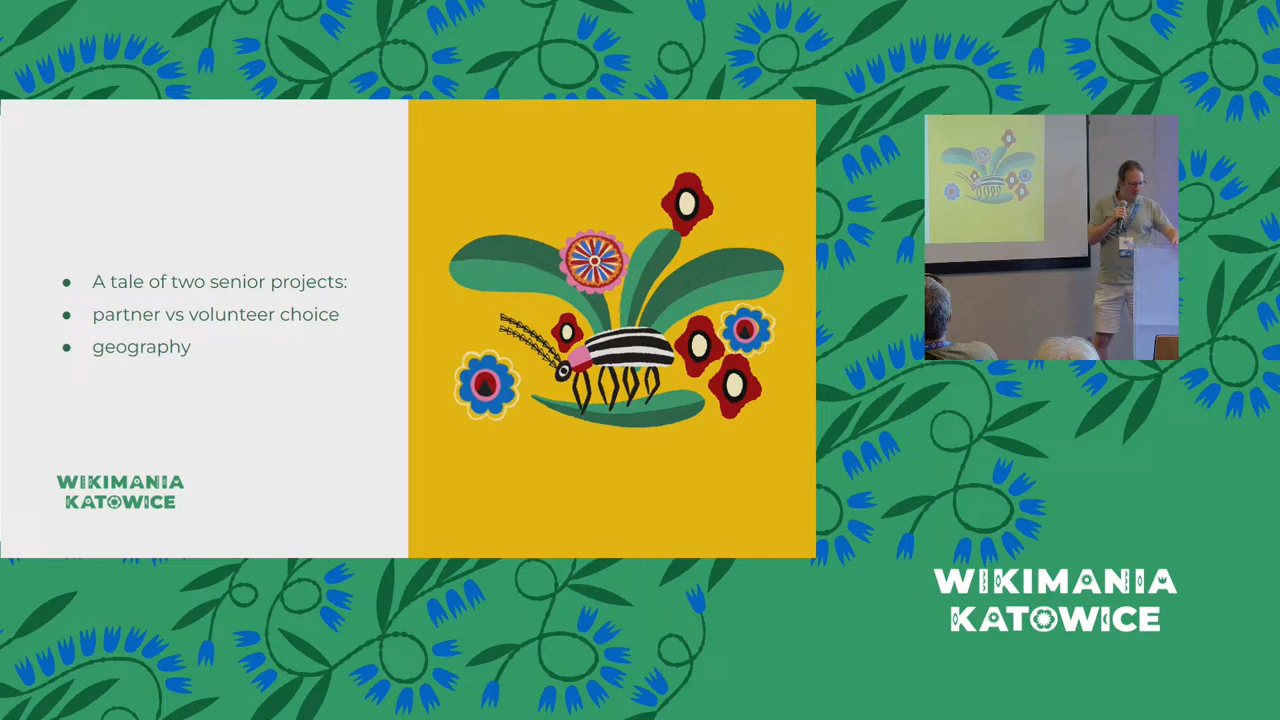 A tale of two senior projects:
partner vs volunteer choice
geography
WIKIMANIA
KATOWICE
WIKIMANIA
KATOWICE